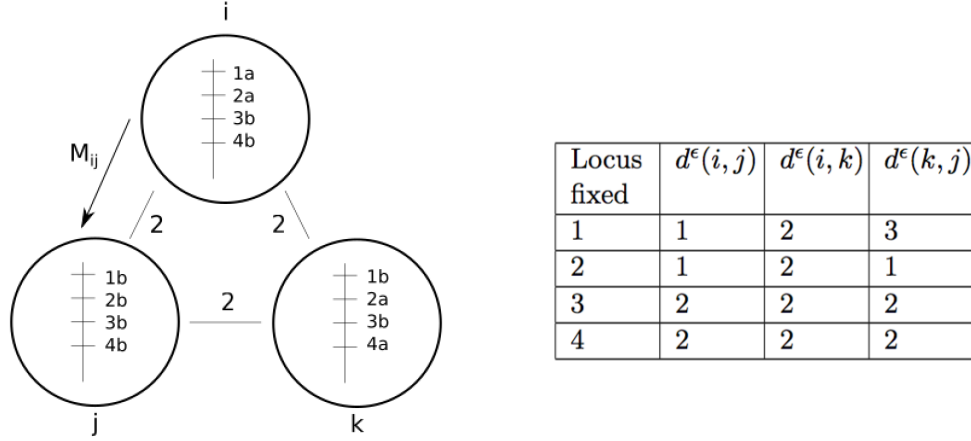 i
1a
2a
3b
4b
M_ij
2
2
1b
2b
3b
4b
2
1b
2a
3b
4a
j
k
Locus fixed d^ϵ(i, j) d^ϵ(i, k) d^ϵ(k, j)
1 1 2 3
2 1 2 1
3 2 2 2
4 2 2 2